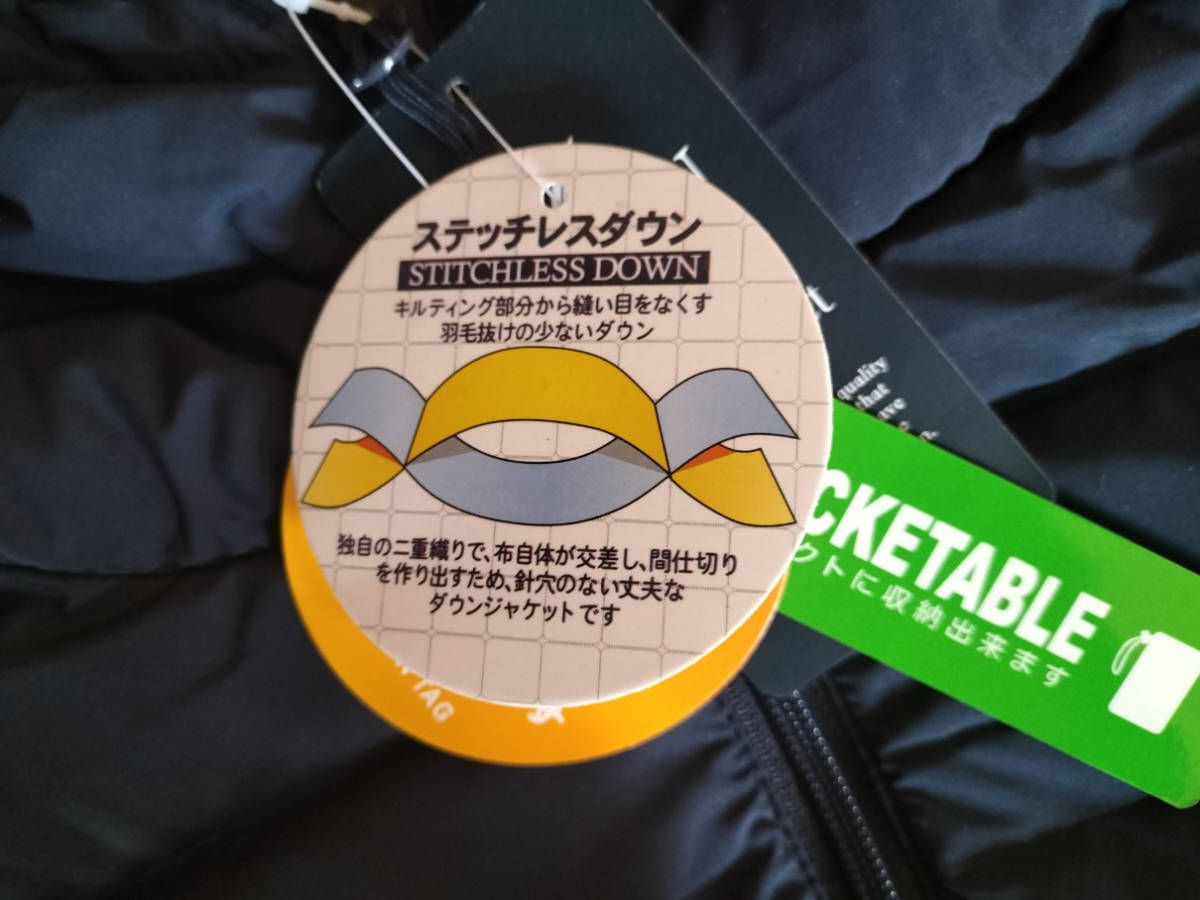 ステッチレスダウン
STITCHLESS DOWN
キルティング部分から縫い目をなくす
羽毛抜けの少ないダウン
独自の二重織りで、布自体が交差し、間仕切り
を作り出すため、針穴のない丈夫な
ダウンジャケットです
quality
that
CKETABLE
クトに収納出来ます
TAG